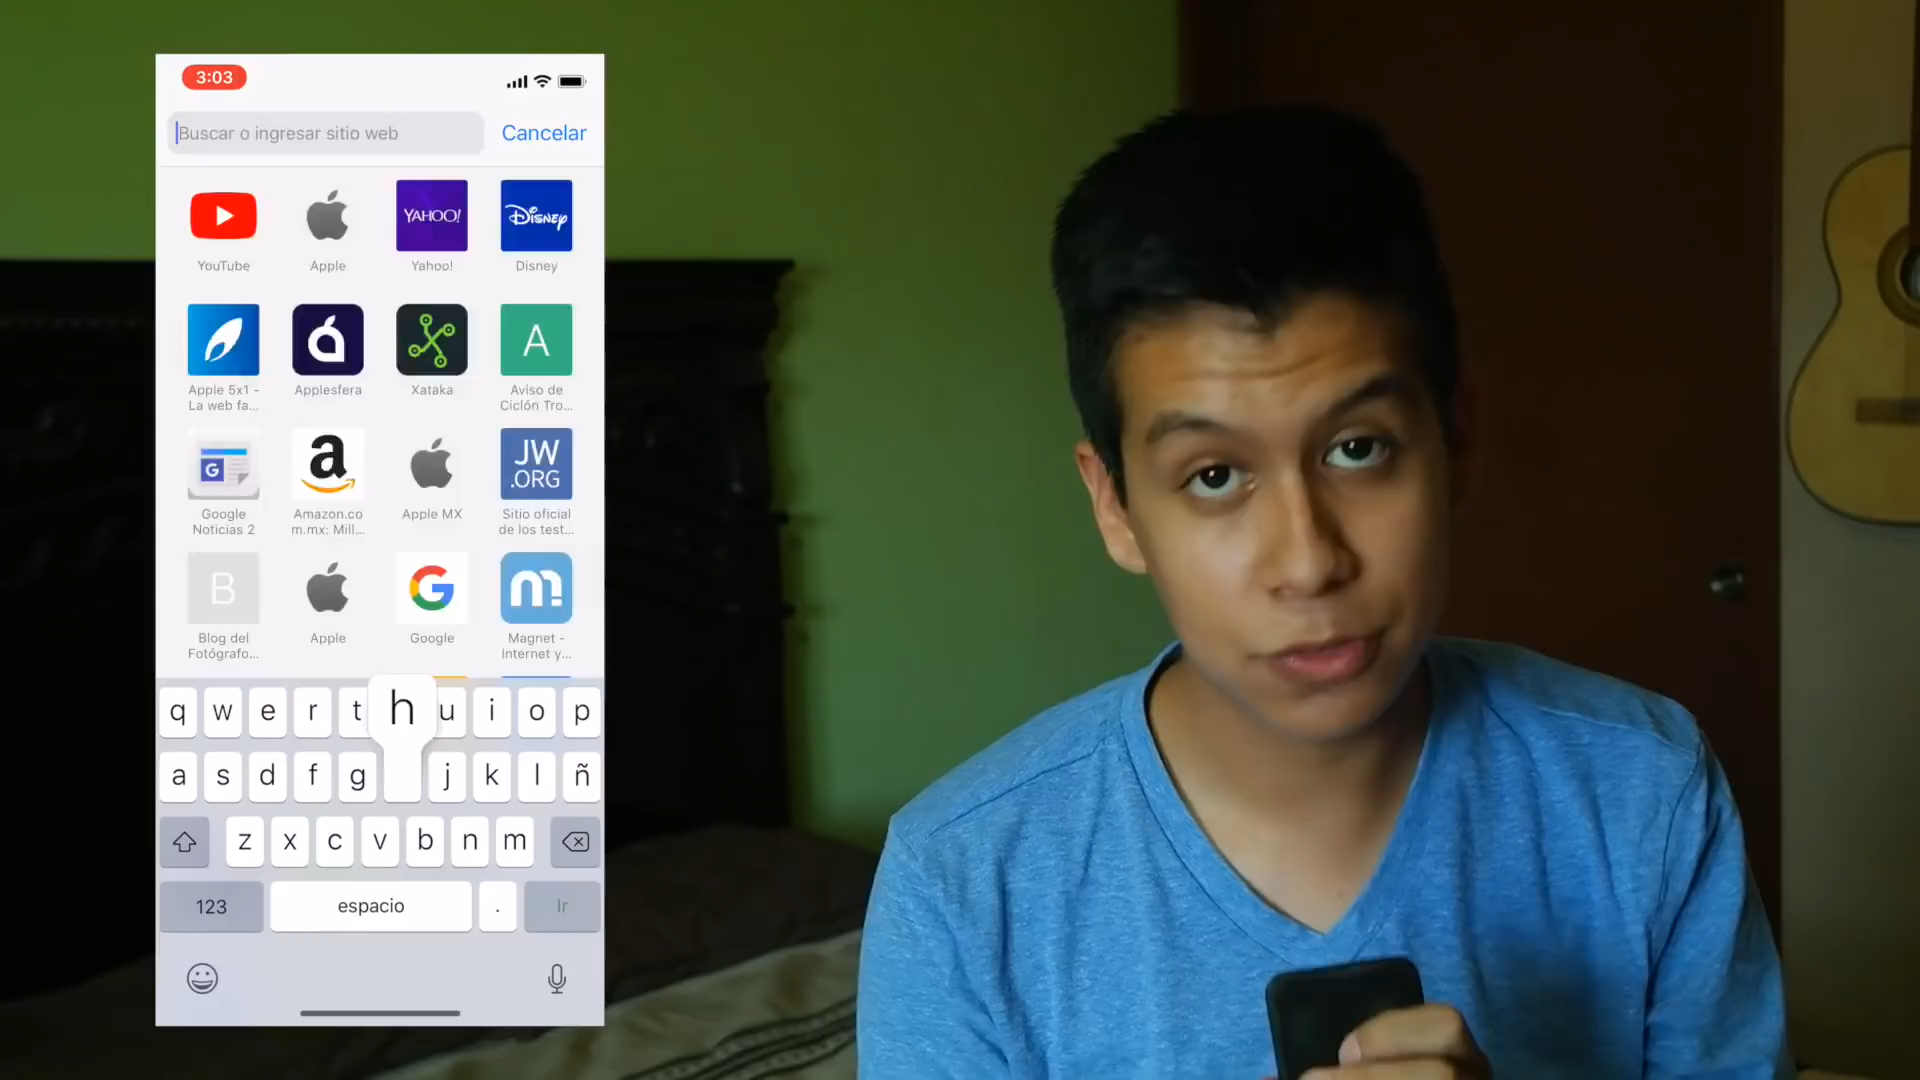 3:03
Buscar o ingresar sitio web
Cancelar
YAHOO!
Disney
YouTube
Apple
Yahoo!
Disney
A
Apple 5x1 -
La web fa...
Applesfera
Xataka
Aviso de
Ciclón Tro...
G
a
JW
.ORG
Google
Noticias 2
Amazon.co
m.mx: Mill...
Apple MX
Sitio oficial
de los test...
B
G
m!
Blog del
Fotógrafo...
Apple
Google
Magnet -
Internet y...
q w e r t h u i o p
a s d f g j k l ñ
z x c v b n m
123
espacio
.
Ir